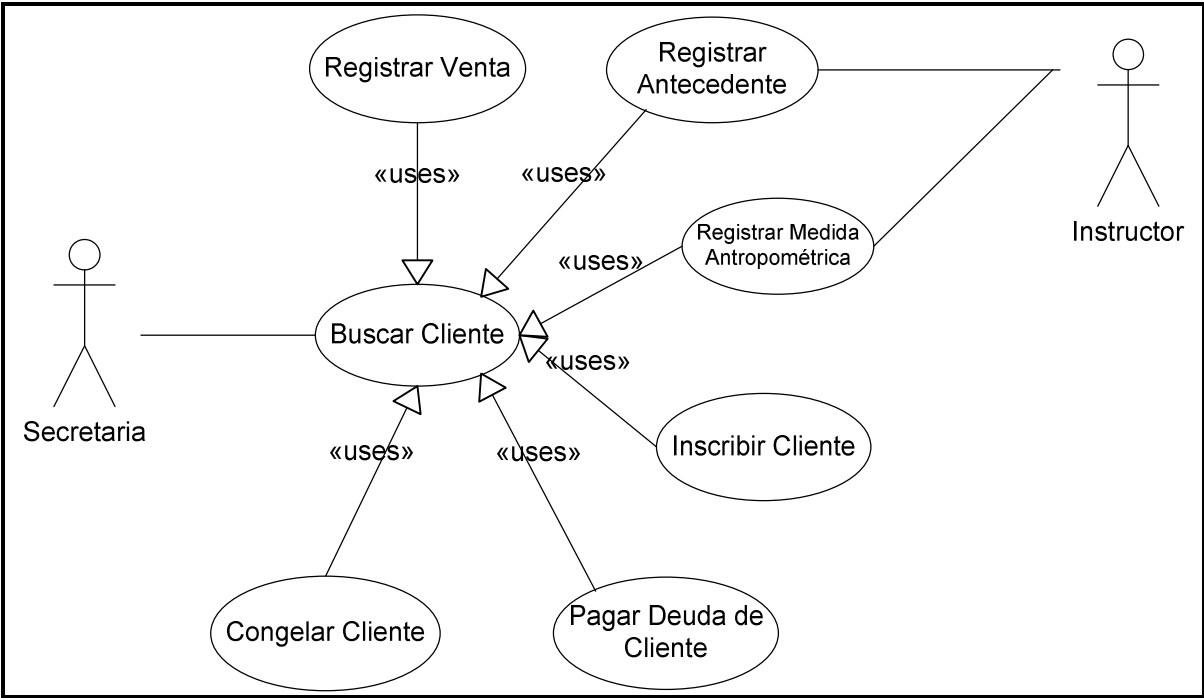 Registrar Venta
Registrar
Antecedente
«uses»
«uses»
Instructor
Registrar Medida
Antropométrica
«uses»
Buscar Cliente
«uses»
Secretaria
Inscribir Cliente
«uses»
«uses»
Congelar Cliente
Pagar Deuda de
Cliente